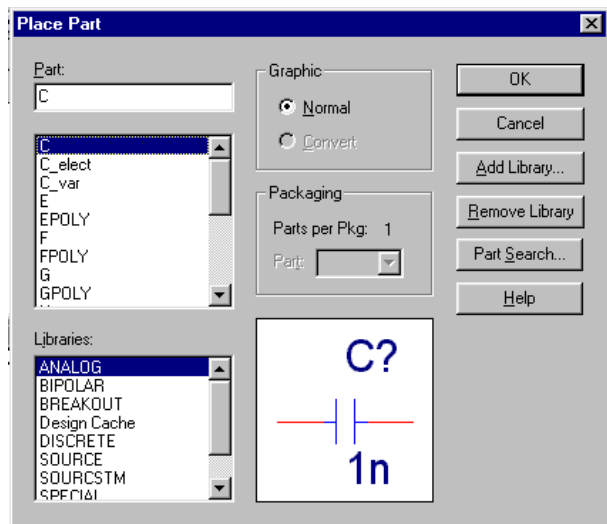 Place Part
Part:
C
C
C_elect
C_var
E
EPOLY
F
FPOLY
G
GPOLY
Libraries:
ANALOG
BIPOLAR
BREAKOUT
Design Cache
DISCRETE
SOURCE
SOURCSTM
SPECIAL
Graphic
Normal
Convert
Packaging
Parts per Pkg: 1
Part:
C?
1n
OK
Cancel
Add Library...
Remove Library
Part Search...
Help